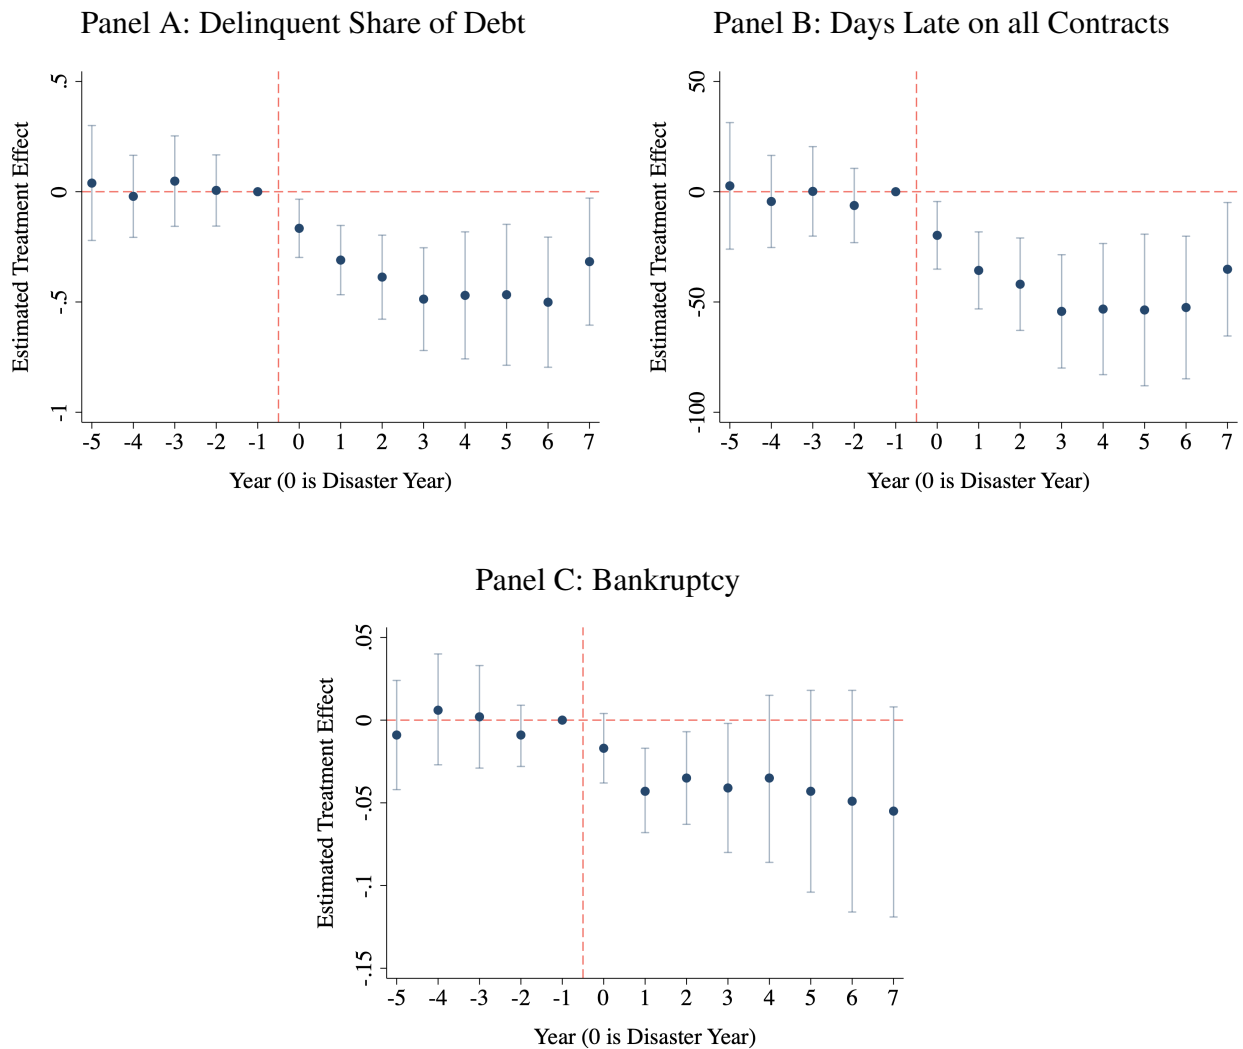 Panel A: Delinquent Share of Debt
Estimated Treatment Effect
.5
0
-.5
-1
-5 -4 -3 -2 -1 0 1 2 3 4 5 6 7
Year (0 is Disaster Year)
Panel B: Days Late on all Contracts
Estimated Treatment Effect
50
0
-50
-100
-5 -4 -3 -2 -1 0 1 2 3 4 5 6 7
Year (0 is Disaster Year)
Panel C: Bankruptcy
Estimated Treatment Effect
.05
0
-.05
-.1
-.15
-5 -4 -3 -2 -1 0 1 2 3 4 5 6 7
Year (0 is Disaster Year)